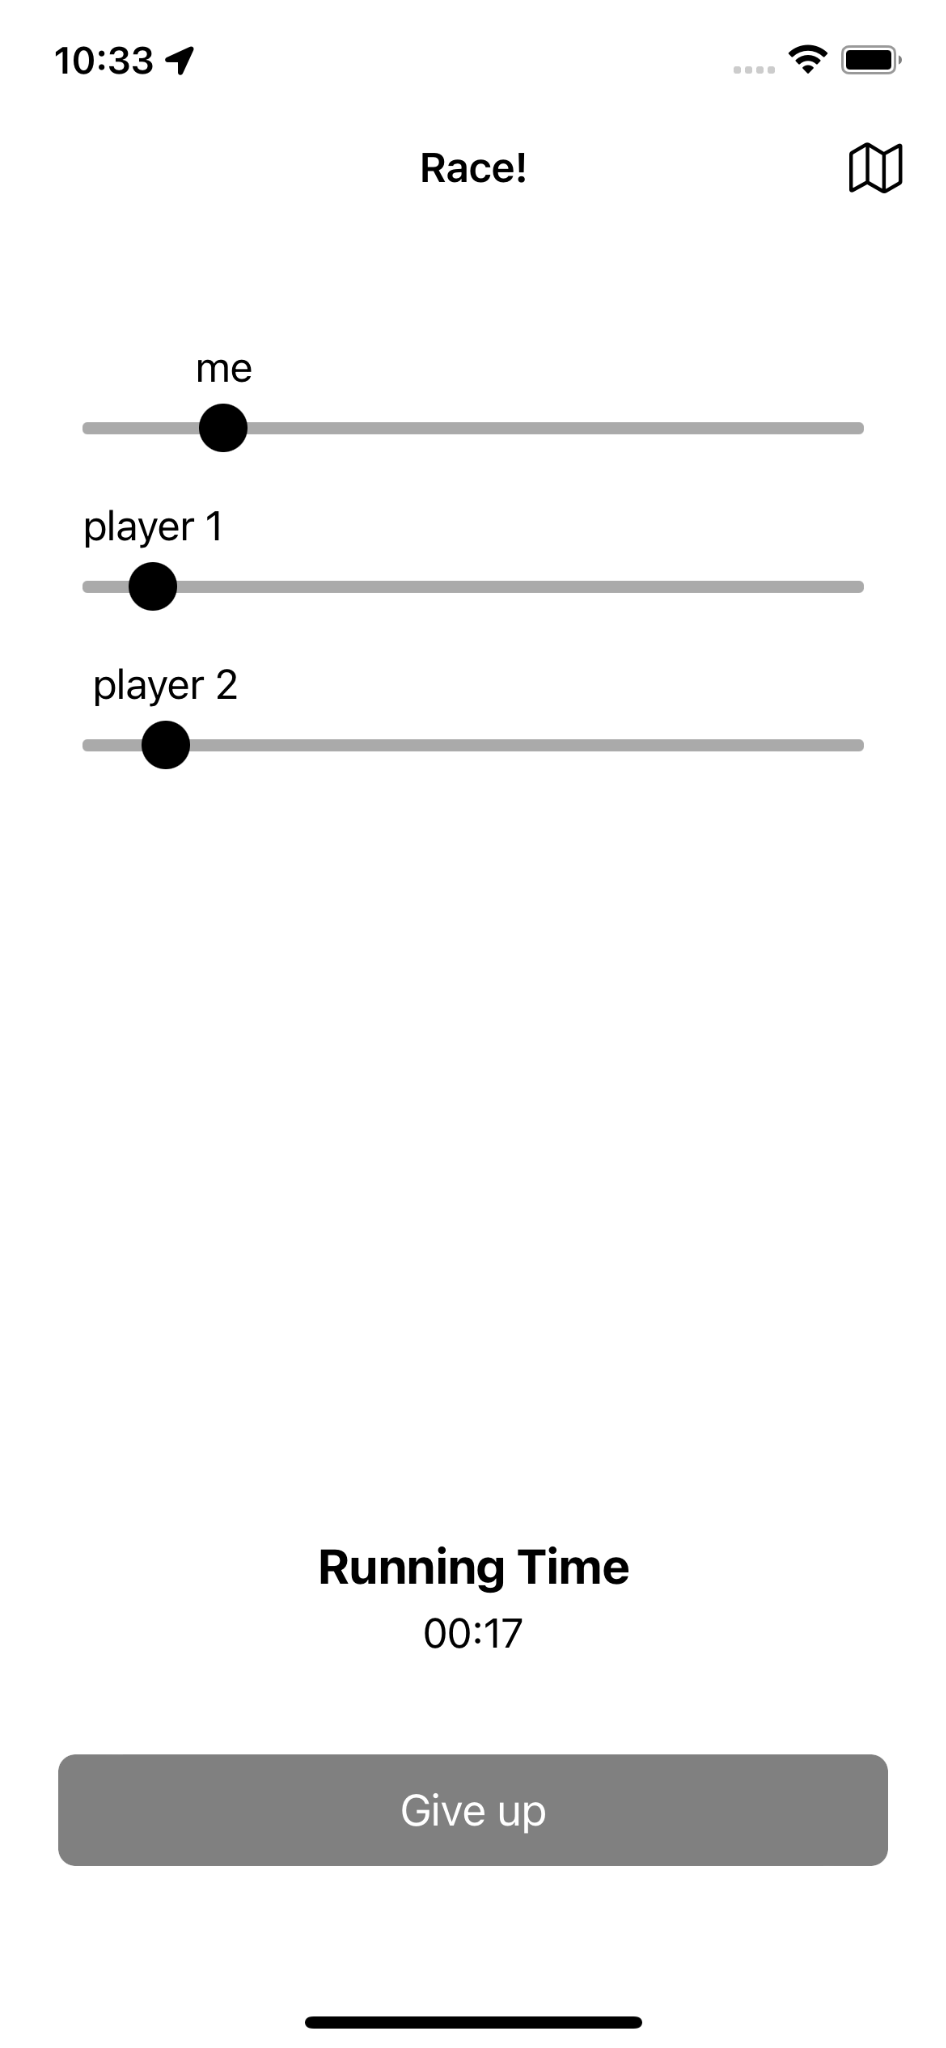 10:33
Race!
me
player 1
player 2
Running Time
00:17
Give up